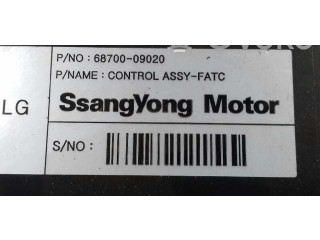 P/NO : 68700-09020
P/NAME : CONTROL ASSY-FATC
LG
SsangYong Motor
S/NO :